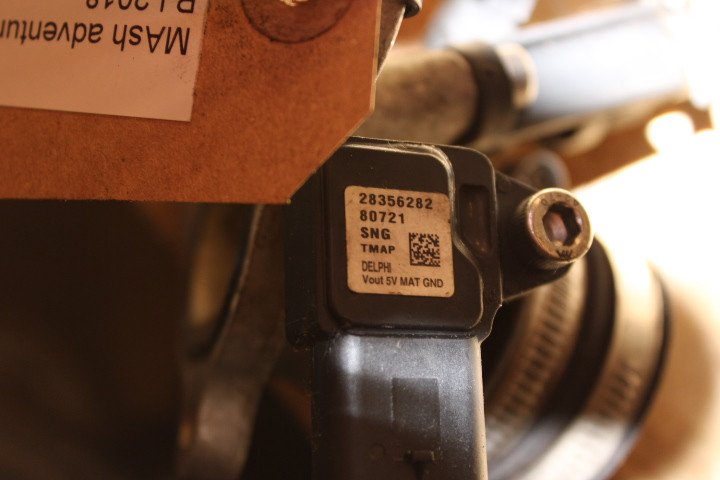 MAsh adventur
28356282
80721
SNG
TMAP
DELPHI
Vout 5V MAT GND